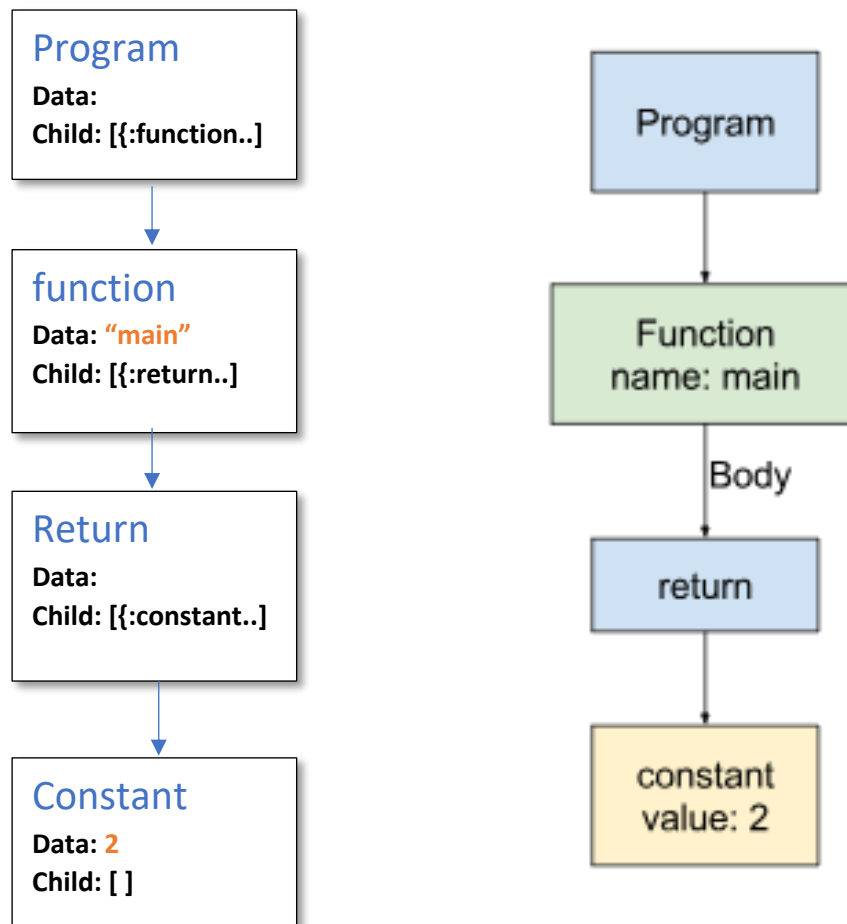 Program
Data:
Child: [{:function..]
function
Data: “main”
Child: [{:return..]
Return
Data:
Child: [{:constant..]
Constant
Data: 2
Child: [ ]
Program
Function
name: main
Body
return
constant
value: 2